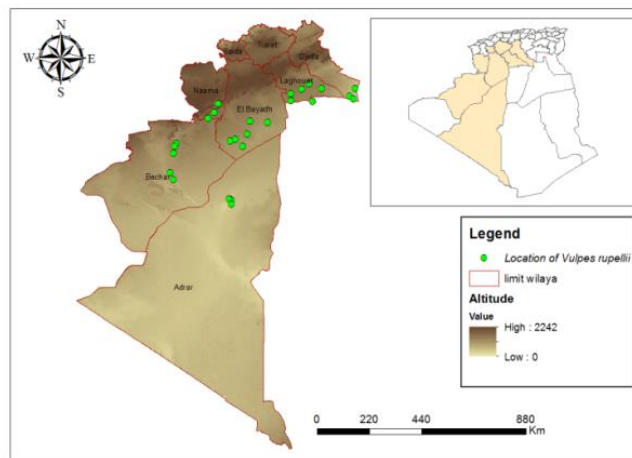 N
W E
S
Saida
Tiaret
Djelfa
Laghouat
Naama
El Bayadh
Bechar
Adrar
Legend
Location of Vulpes rupellii
limit wilaya
Altitude
Value
High : 2242
Low : 0
0 220 440 880
Km